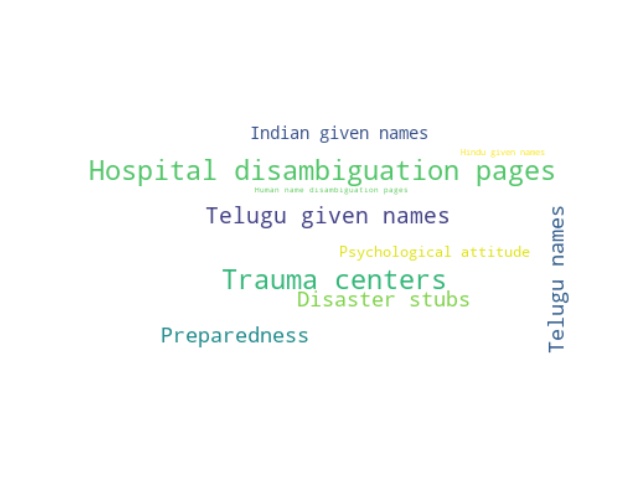 Indian given names
Hindu given names
Hospital disambiguation pages
Human name disambiguation pages
Telugu given names
Telugu names
Psychological attitude
Trauma centers
Disaster stubs
Preparedness